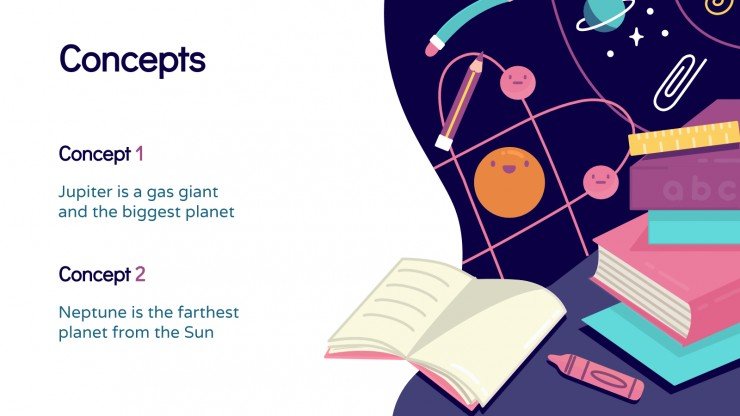 Concepts
Concept 1
Jupiter is a gas giant
and the biggest planet
Concept 2
Neptune is the farthest
planet from the Sun
abc